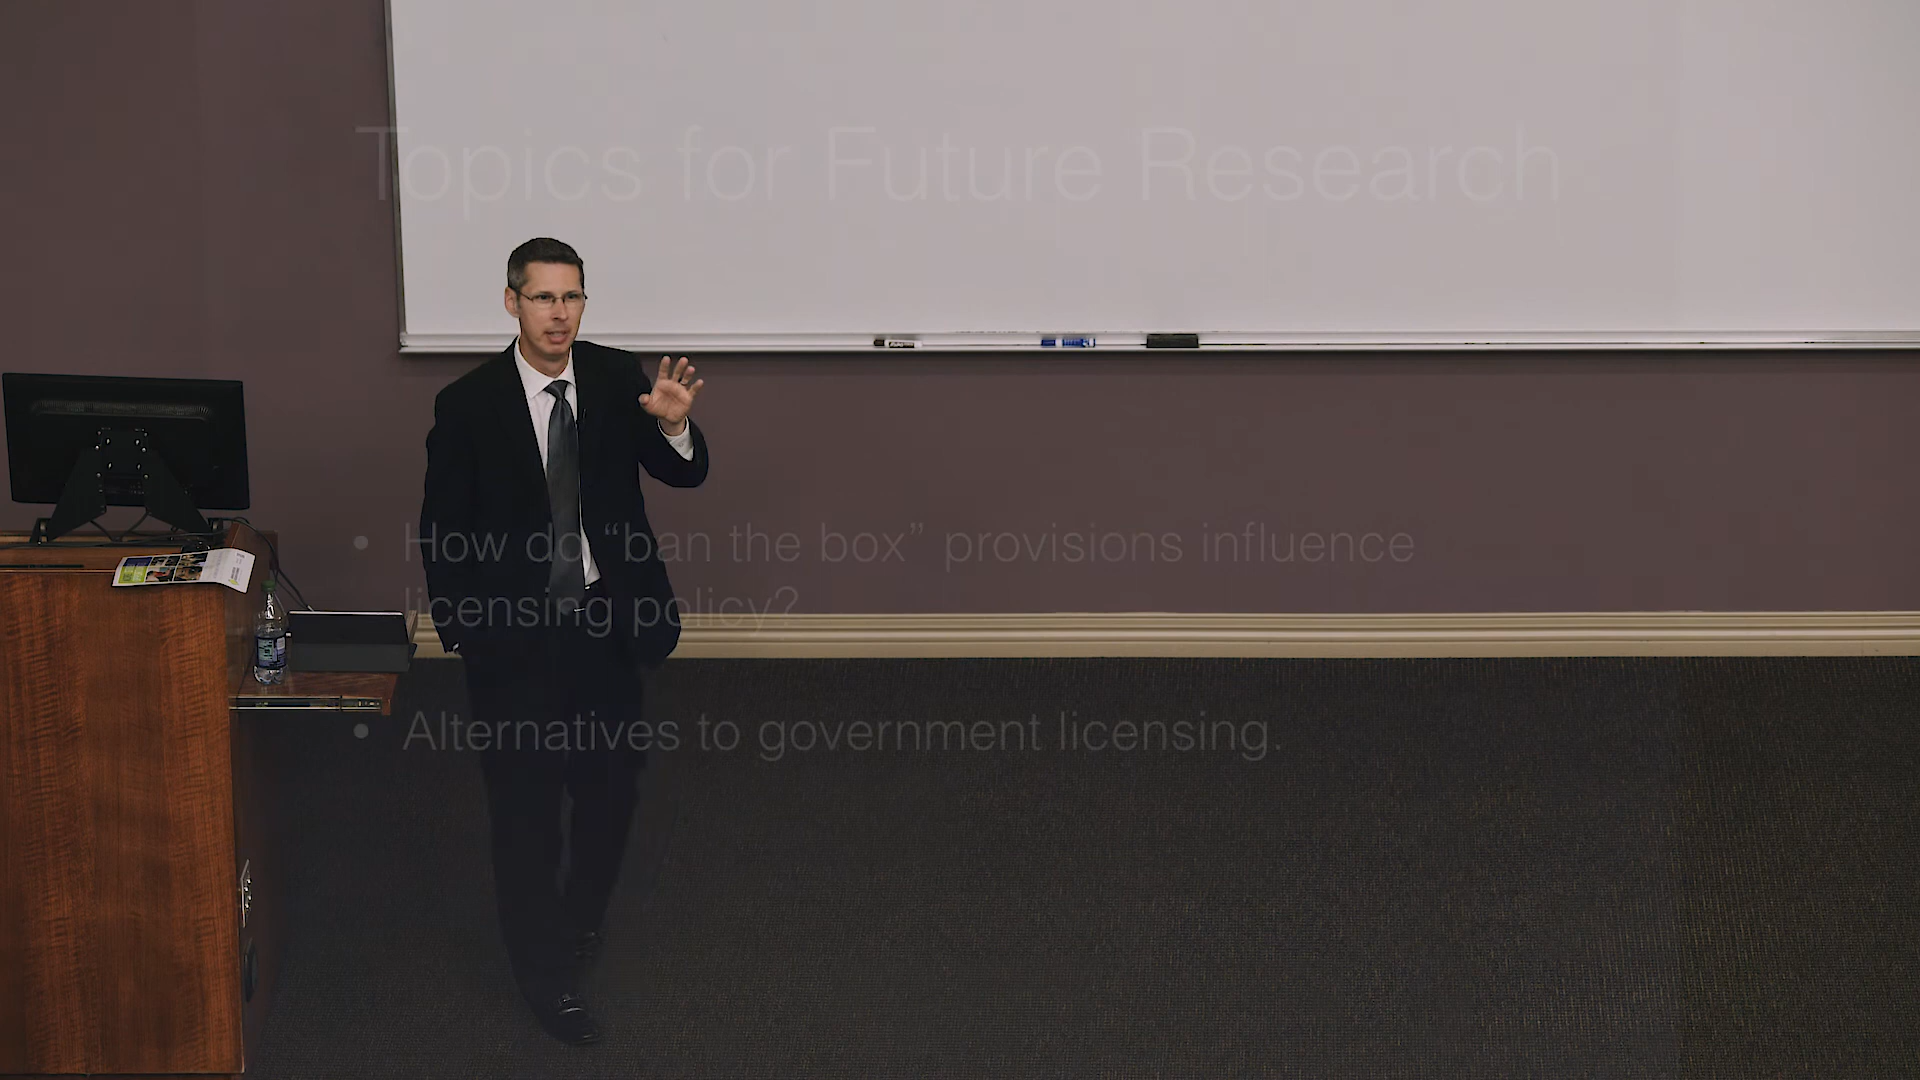 Topics for Future Research
• How do “ban the box” provisions influence
licensing policy?
• Alternatives to government licensing.